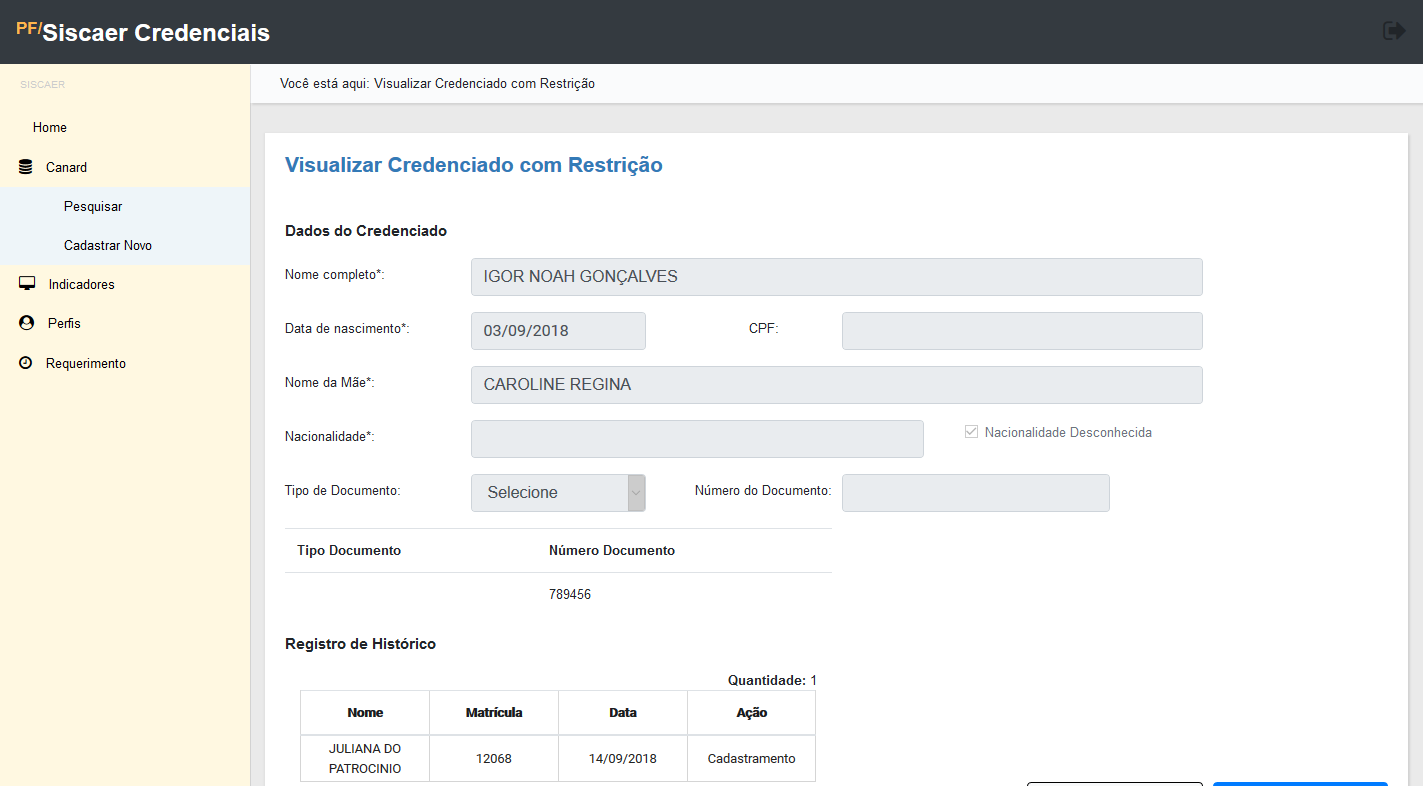 PF/Siscaer Credenciais
SISCAER
Você está aqui: Visualizar Credenciado com Restrição
Home
Canard
Pesquisar
Cadastrar Novo
Indicadores
Perfis
Requerimento
Visualizar Credenciado com Restrição
Dados do Credenciado
Nome completo*: IGOR NOAH GONÇALVES
Data de nascimento*: 03/09/2018 CPF:
Nome da Mãe*: CAROLINE REGINA
Nacionalidade*: Nacionalidade Desconhecida
Tipo de Documento: Selecione Número do Documento:
Tipo Documento Número Documento
789456
Registro de Histórico
Quantidade: 1
Nome Matrícula Data Ação
JULIANA DO PATROCINIO 12068 14/09/2018 Cadastramento